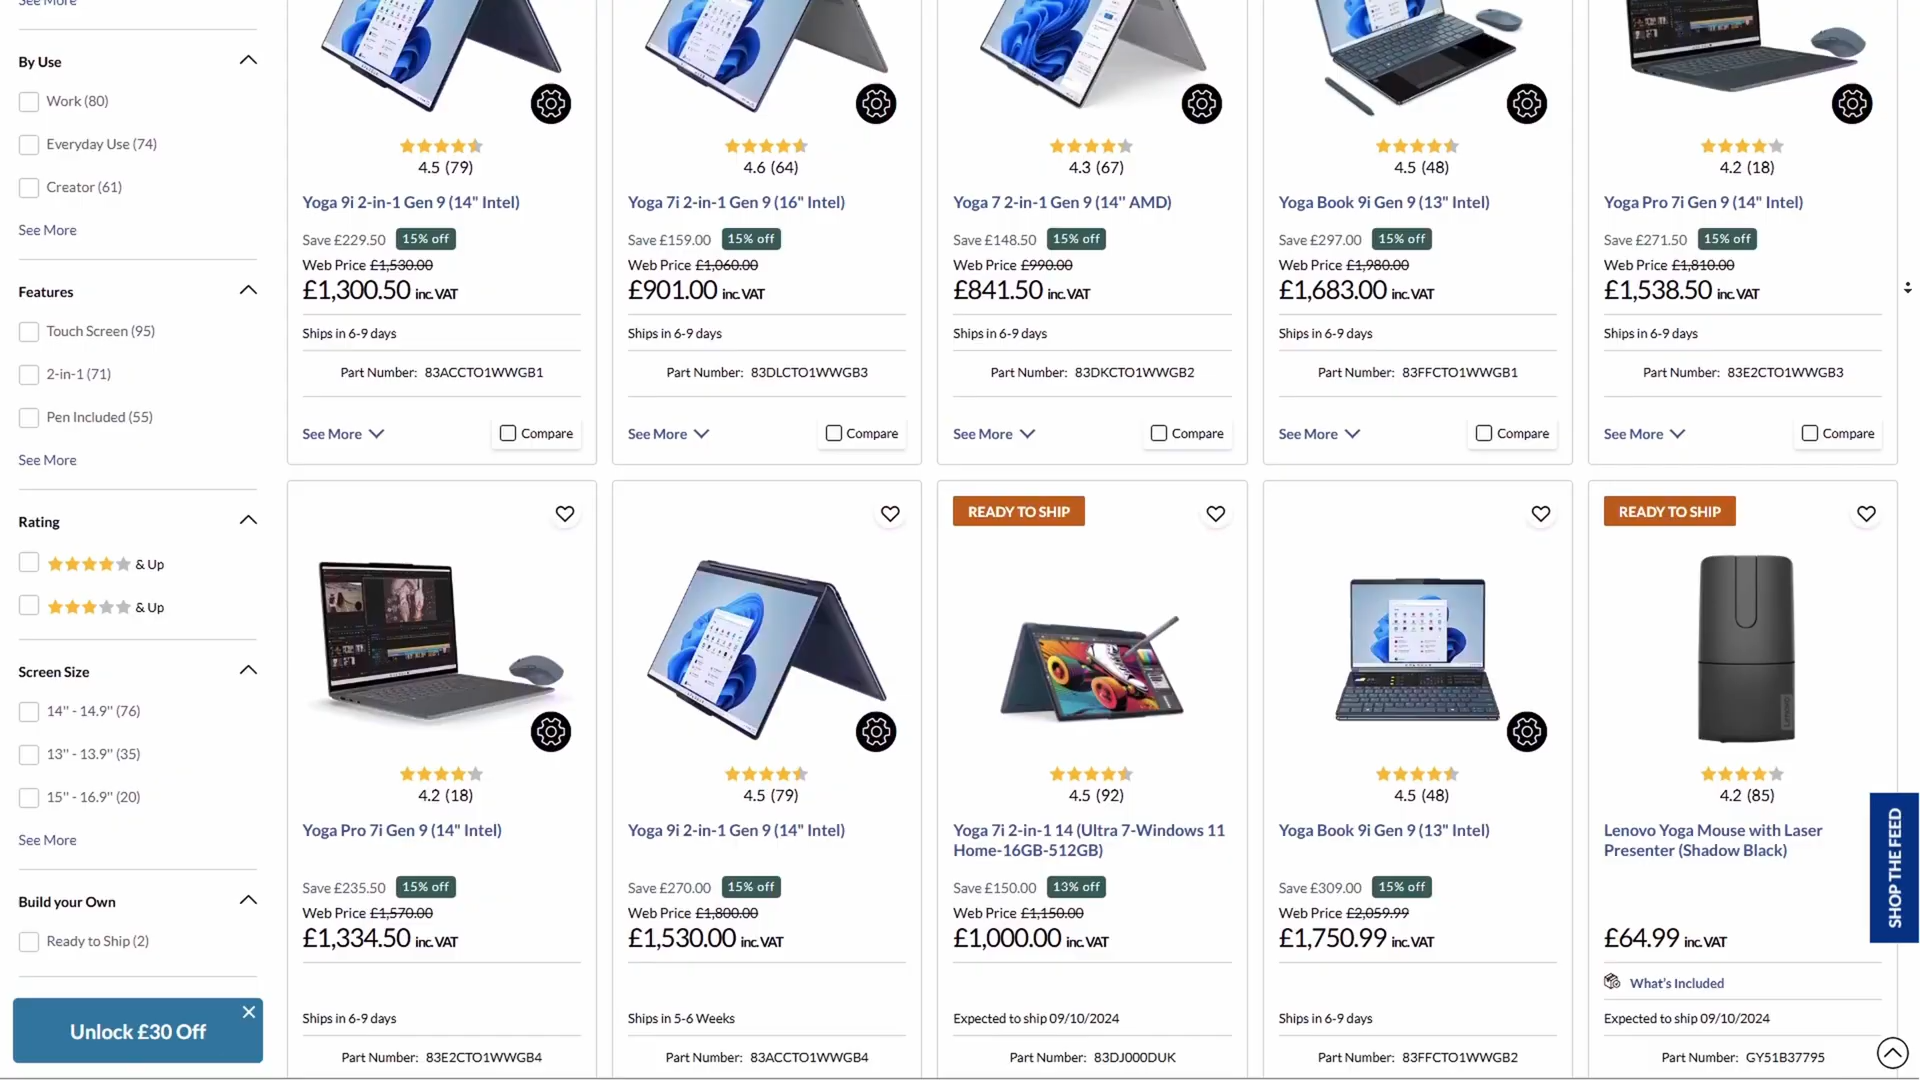 See More
By Use
Work (80)
Everyday Use (74)
Creator (61)
See More
Features
Touch Screen (95)
2-in-1 (71)
Pen Included (55)
See More
Rating
& Up
& Up
Screen Size
14" - 14.9" (76)
13" - 13.9" (35)
15" - 16.9" (20)
See More
Build your Own
Ready to Ship (2)
Unlock £30 Off
4.5 (79)
Yoga 9i 2-in-1 Gen 9 (14" Intel)
Save £229.50 15% off
Web Price £1,530.00
£1,300.50 inc.VAT
Ships in 6-9 days
Part Number: 83ACCTO1WWGB1
See More Compare
4.6 (64)
Yoga 7i 2-in-1 Gen 9 (16" Intel)
Save £159.00 15% off
Web Price £1,060.00
£901.00 inc.VAT
Ships in 6-9 days
Part Number: 83DLCTO1WWGB3
See More Compare
4.3 (67)
Yoga 7 2-in-1 Gen 9 (14" AMD)
Save £148.50 15% off
Web Price £990.00
£841.50 inc.VAT
Ships in 6-9 days
Part Number: 83DKCTO1WWGB2
See More Compare
4.5 (48)
Yoga Book 9i Gen 9 (13" Intel)
Save £297.00 15% off
Web Price £1,980.00
£1,683.00 inc.VAT
Ships in 6-9 days
Part Number: 83FFCTO1WWGB1
See More Compare
4.2 (18)
Yoga Pro 7i Gen 9 (14" Intel)
Save £271.50 15% off
Web Price £1,810.00
£1,538.50 inc.VAT
Ships in 6-9 days
Part Number: 83E2CTO1WWGB3
See More Compare
4.2 (18)
Yoga Pro 7i Gen 9 (14" Intel)
Save £235.50 15% off
Web Price £1,570.00
£1,334.50 inc.VAT
Ships in 6-9 days
Part Number: 83E2CTO1WWGB4
4.5 (79)
Yoga 9i 2-in-1 Gen 9 (14" Intel)
Save £270.00 15% off
Web Price £1,800.00
£1,530.00 inc.VAT
Ships in 5-6 Weeks
Part Number: 83ACCTO1WWGB4
READY TO SHIP
4.5 (92)
Yoga 7i 2-in-1 14 (Ultra 7-Windows 11
Home-16GB-512GB)
Save £150.00 13% off
Web Price £1,150.00
£1,000.00 inc.VAT
Expected to ship 09/10/2024
Part Number: 83DJ000DUK
4.5 (48)
Yoga Book 9i Gen 9 (13" Intel)
Save £309.00 15% off
Web Price £2,059.99
£1,750.99 inc.VAT
Ships in 6-9 days
Part Number: 83FFCTO1WWGB2
READY TO SHIP
Lenovo
4.2 (85)
Lenovo Yoga Mouse with Laser
Presenter (Shadow Black)
£64.99 inc.VAT
What's Included
Expected to ship 09/10/2024
Part Number: GY51B37795
SHOP THE FEED